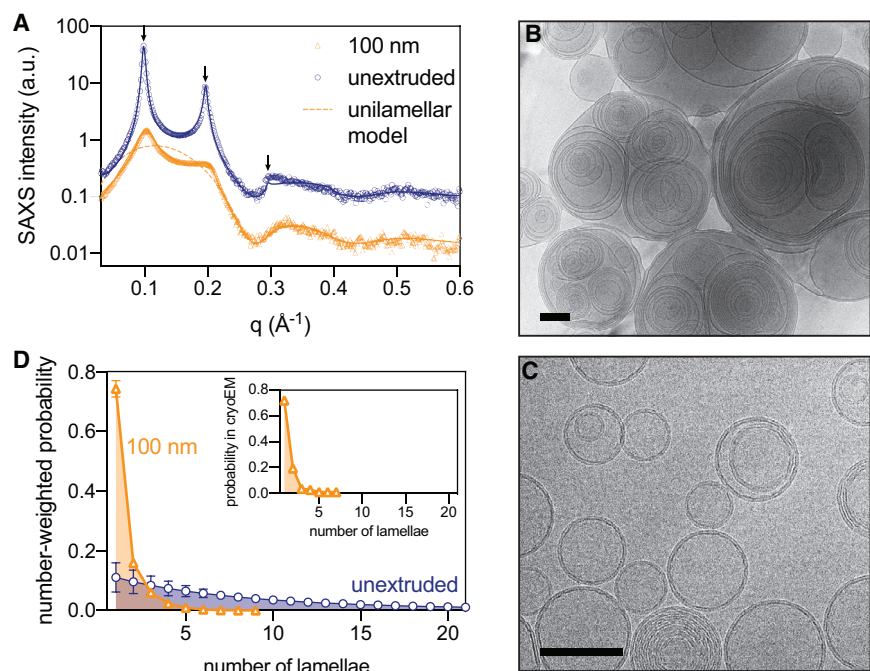 A
SAXS intensity (a.u.)
100
10
1
0.1
0.01
0.1 0.2 0.3 0.4 0.5 0.6
q (Å-1)
100 nm
unextruded
unilamellar
model
B
C
D
number-weighted probability
0.8
0.6
0.4
0.2
0.0
5 10 15 20
number of lamellae
100 nm
unextruded
probability in cryoEM
0.8
0.6
0.4
0.2
0.0
5 10 15 20
number of lamellae